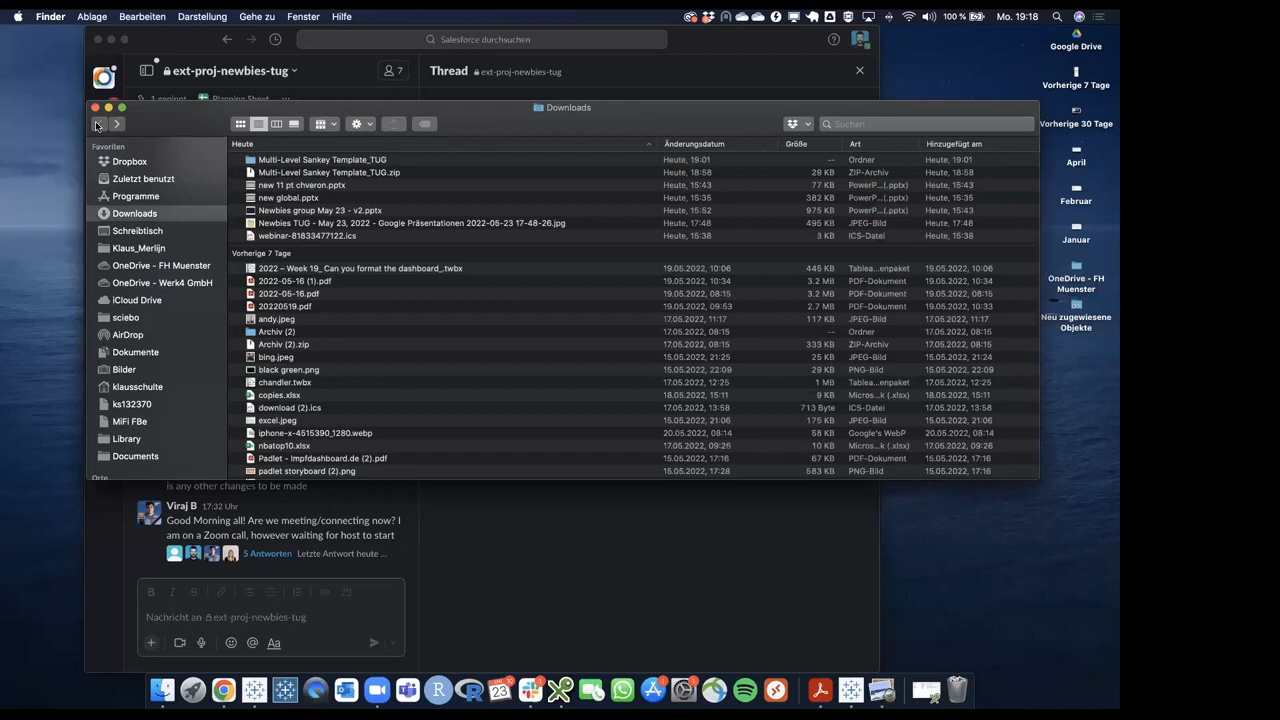 Finder Ablage Bearbeiten Darstellung Gehe zu Fenster Hilfe 100 % Mo. 19:18
Salesforce durchsuchen
ext-proj-newbies-tug 7 Thread ext-proj-newbies-tug
1 gepinnt Planning Sheet
Downloads
Suchen
Favoriten
Dropbox
Zuletzt benutzt
Programme
Downloads
Schreibtisch
Klaus_Merlijn
OneDrive - FH Muenster
OneDrive - Werk4 GmbH
iCloud Drive
sciebo
AirDrop
Dokumente
Bilder
klausschulte
ks132370
MiFi FBe
Library
Documents
Orte
Heute Änderungsdatum Größe Art Hinzugefügt am
Multi-Level Sankey Template_TUG Heute, 19:01 -- Ordner Heute, 19:01
Multi-Level Sankey Template_TUG.zip Heute, 18:58 29 KB ZIP-Archiv Heute, 18:58
new 11 pt chveron.pptx Heute, 15:43 77 KB PowerP...(.pptx) Heute, 15:43
new global.pptx Heute, 15:35 382 KB PowerP...(.pptx) Heute, 15:35
Newbies group May 23 - v2.pptx Heute, 15:52 975 KB PowerP...(.pptx) Heute, 15:43
Newbies TUG - May 23, 2022 - Google Präsentationen 2022-05-23 17-48-26.jpg Heute, 17:48 495 KB JPEG-Bild Heute, 17:48
webinar-81833477122.ics Heute, 15:38 3 KB ICS-Datei Heute, 15:38
Vorherige 7 Tage
2022 – Week 19_ Can you format the dashboard_.twbx 19.05.2022, 10:06 445 KB Tablea...enpaket 19.05.2022, 10:06
2022-05-16 (1).pdf 19.05.2022, 10:34 3.2 MB PDF-Dokument 19.05.2022, 10:34
2022-05-16.pdf 19.05.2022, 08:15 3.2 MB PDF-Dokument 19.05.2022, 08:15
20220519.pdf 19.05.2022, 09:53 2.7 MB PDF-Dokument 19.05.2022, 10:33
andy.jpeg 17.05.2022, 11:17 117 KB JPEG-Bild 17.05.2022, 11:17
Archiv (2) 17.05.2022, 08:15 -- Ordner 17.05.2022, 08:15
Archiv (2).zip 17.05.2022, 08:15 333 KB ZIP-Archiv 17.05.2022, 08:15
bing.jpeg 15.05.2022, 21:25 25 KB JPEG-Bild 15.05.2022, 21:24
black green.png 15.05.2022, 22:09 29 KB PNG-Bild 15.05.2022, 22:09
chandler.twbx 17.05.2022, 12:25 1 MB Tablea...enpaket 17.05.2022, 12:25
copies.xlsx 18.05.2022, 15:11 9 KB Micros...k (.xlsx) 18.05.2022, 15:11
download (2).ics 17.05.2022, 13:58 713 Byte ICS-Datei 17.05.2022, 13:58
excel.jpeg 15.05.2022, 21:06 14 KB JPEG-Bild 15.05.2022, 21:06
iphone-x-4515390_1280.webp 20.05.2022, 08:14 58 KB Google's WebP 20.05.2022, 08:14
nbatop10.xlsx 17.05.2022, 09:26 10 KB Micros...k (.xlsx) 17.05.2022, 09:26
Padlet - Impfdashboard.de (2).pdf 15.05.2022, 17:16 67 KB PDF-Dokument 15.05.2022, 17:16
padlet storyboard (2).png 15.05.2022, 17:28 583 KB PNG-Bild 15.05.2022, 17:16
is any other changes to be made
Viraj B 17:32 Uhr
Good Morning all! Are we meeting/connecting now? I
am on a Zoom call, however waiting for host to start
5 Antworten Letzte Antwort heute ...
Nachricht an ext-proj-newbies-tug
Google Drive
Vorherige 7 Tage
Vorherige 30 Tage
April
Februar
Januar
OneDrive - FH
Muenster
Neu zugewiesene
Objekte